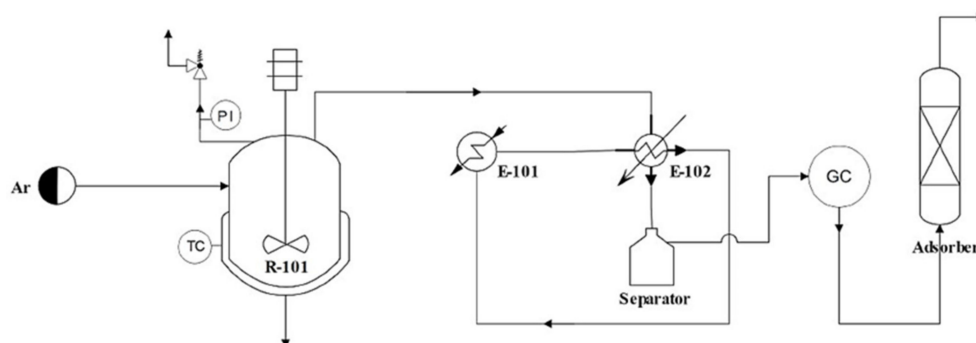 PI
Ar
E-101
E-102
GC
TC
R-101
Adsorber
Separator